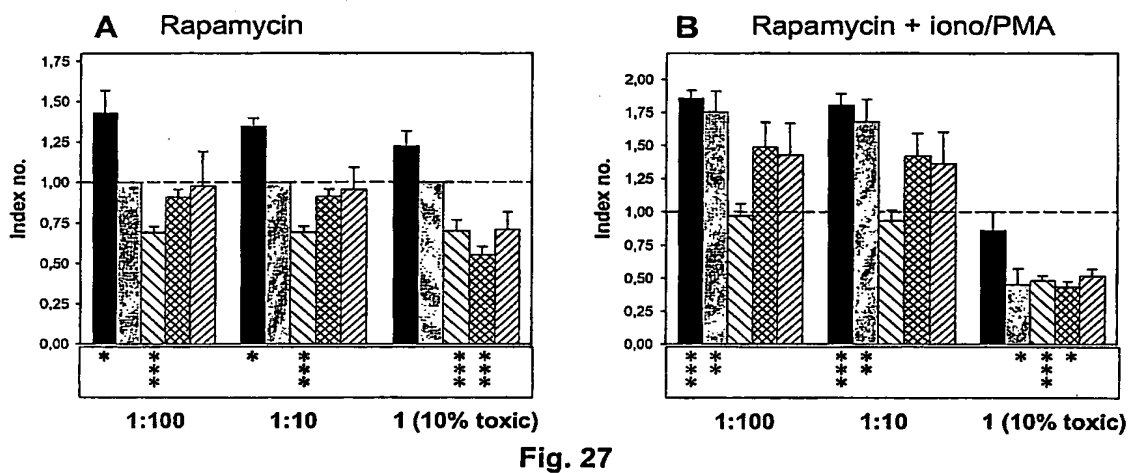 A Rapamycin
Index no.
1,75
1,50
1,25
1,00
0,75
0,50
0,25
0,00
* *** * *** *** ***
1:100 1:10 1 (10% toxic)
B Rapamycin + iono/PMA
Index no.
2,00
1,75
1,50
1,25
1,00
0,75
0,50
0,25
0,00
*** ** *** ** * *** *
1:100 1:10 1 (10% toxic)
Fig. 27